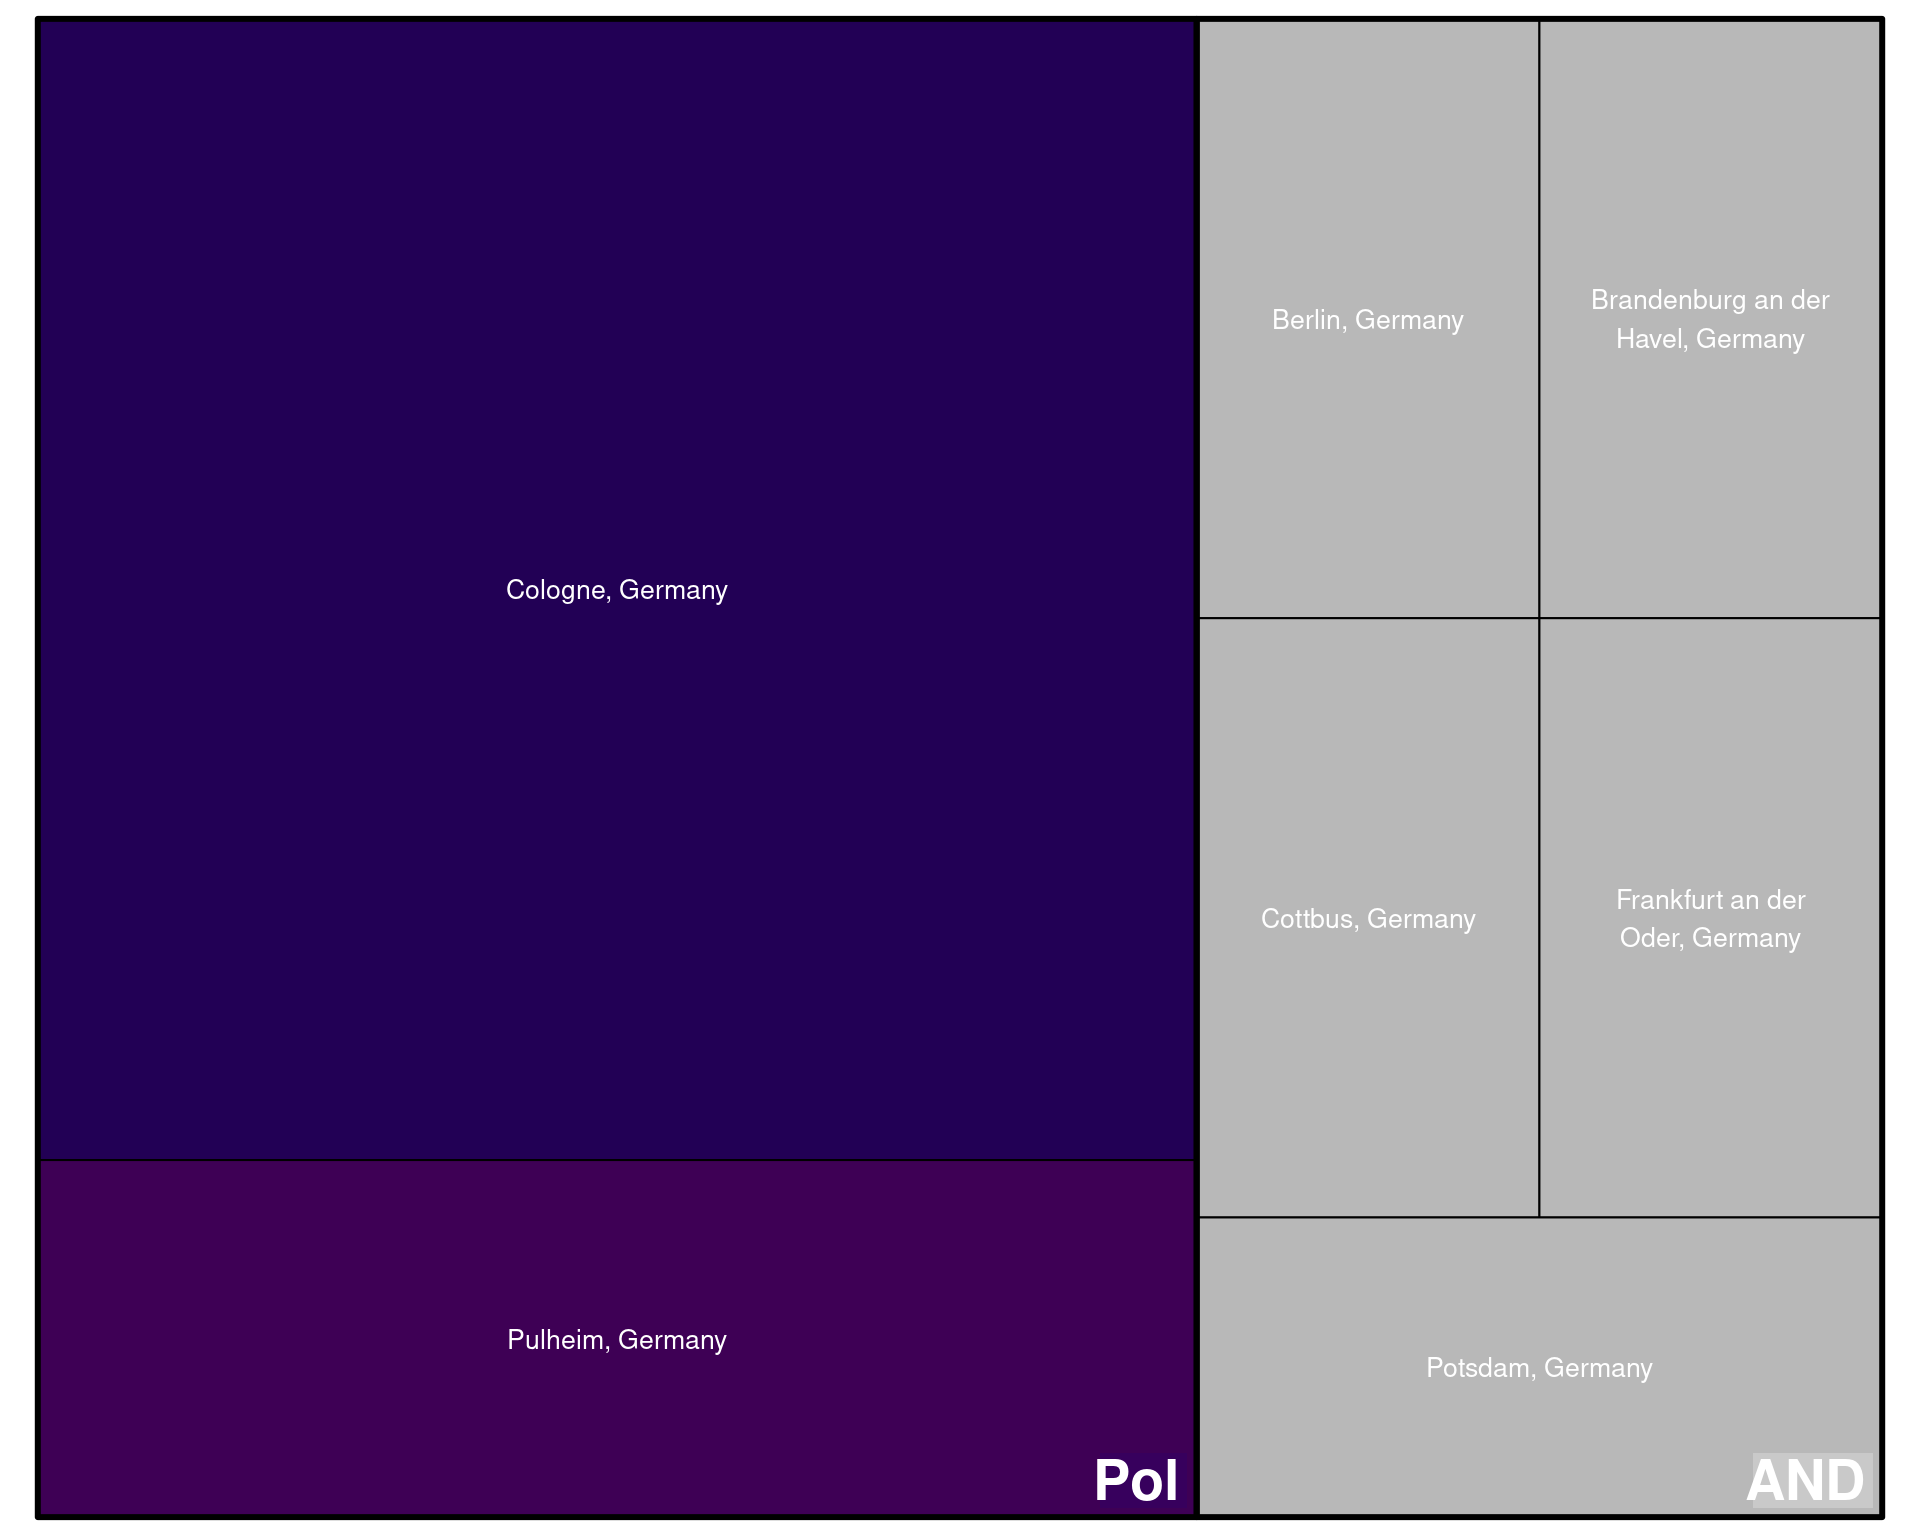 Cologne, Germany
Pulheim, Germany
Pol
Berlin, Germany
Brandenburg an der
Havel, Germany
Cottbus, Germany
Frankfurt an der
Oder, Germany
Potsdam, Germany
AND